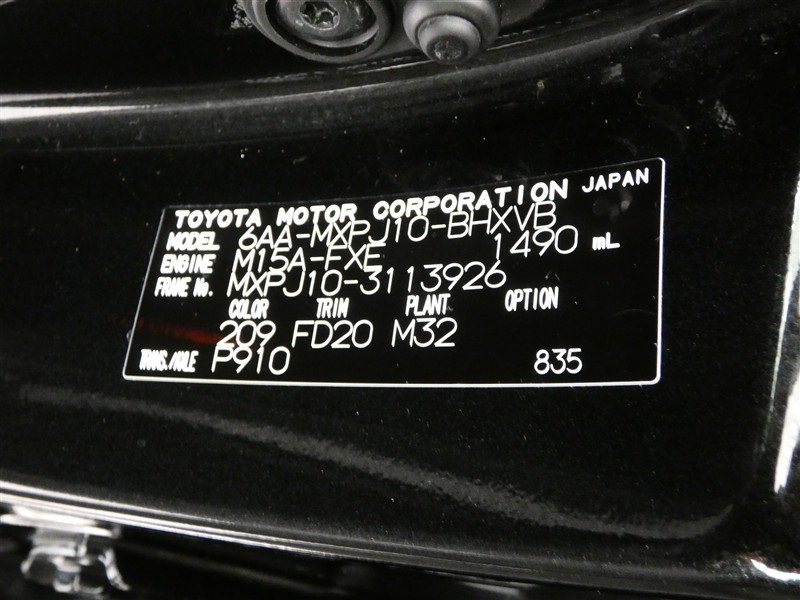 TOYOTA MOTOR CORPORATION JAPAN
MODEL 6AA-MXPJ10-BHXVB
ENGINE M15A-FXE 1490 mL
FRAME No. MXPJ10-3113926
COLOR TRIM PLANT OPTION
209 FD20 M32
TRANS./AXLE P910 835